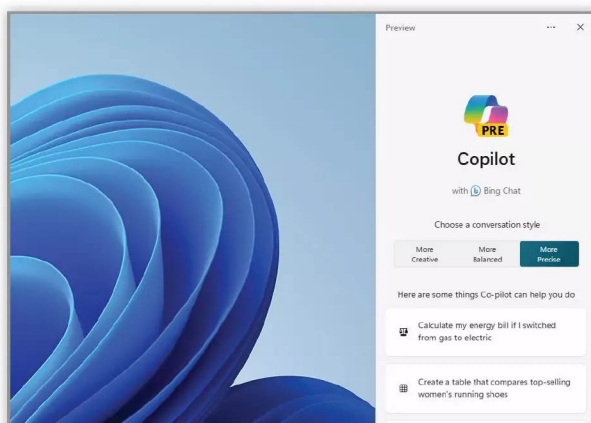 Preview
PRE
Copilot
with b Bing Chat
Choose a conversation style
More
Creative
More
Balanced
More
Precise
Here are some things Co-pilot can help you do
Calculate my energy bill if I switched
from gas to electric
Create a table that compares top-selling
women's running shoes